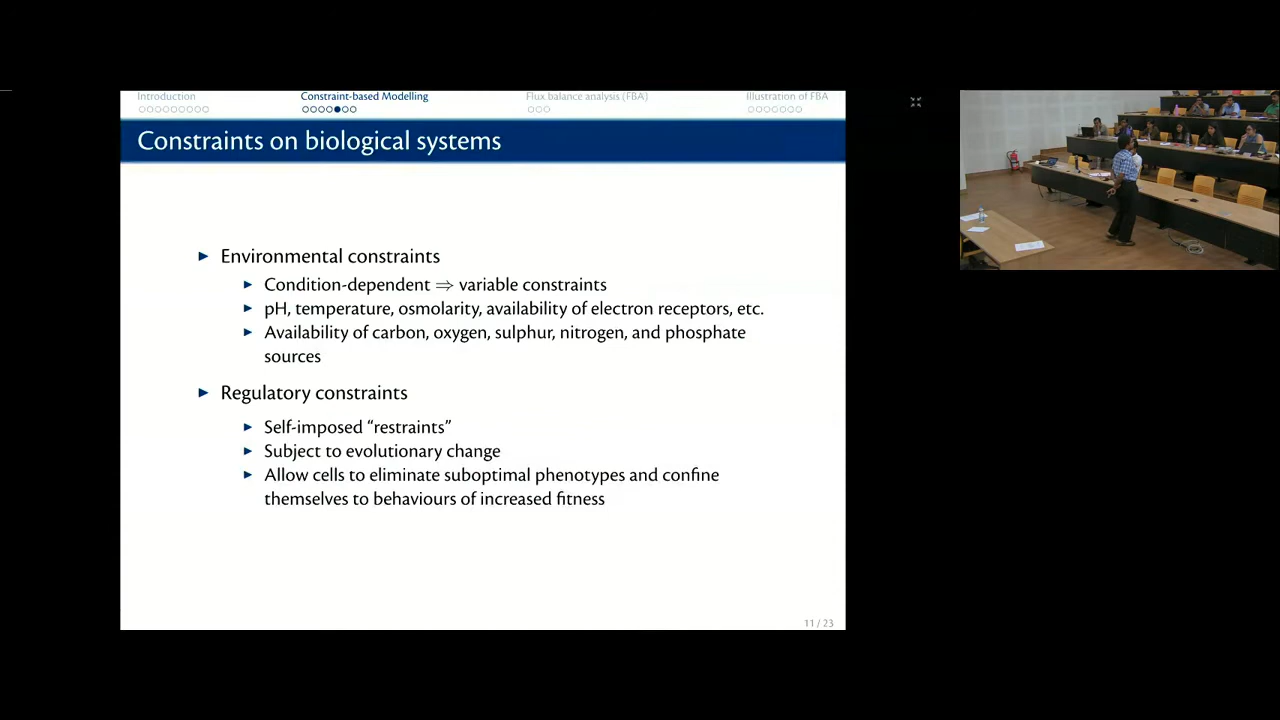 Introduction Constraint-based Modelling Flux balance analysis (FBA) Illustration of FBA
Constraints on biological systems
Environmental constraints
Condition-dependent ⇒ variable constraints
pH, temperature, osmolarity, availability of electron receptors, etc.
Availability of carbon, oxygen, sulphur, nitrogen, and phosphate
sources
Regulatory constraints
Self-imposed “restraints”
Subject to evolutionary change
Allow cells to eliminate suboptimal phenotypes and confine
themselves to behaviours of increased fitness
11 / 23